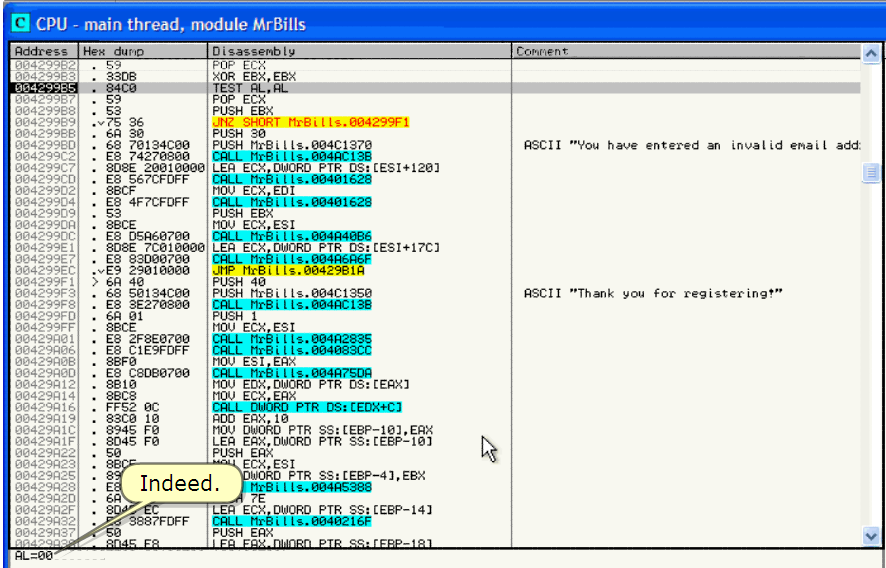 C CPU - main thread, module MrBills
Address Hex dump Disassembly Comment
004299B2 . 59 POP ECX
004299B3 . 33DB XOR EBX,EBX
004299B5 . 84C0 TEST AL,AL
004299B7 . 59 POP ECX
004299B8 . 53 PUSH EBX
004299B9 .v75 36 JNZ SHORT MrBills.004299F1
004299BB . 6A 30 PUSH 30
004299BD . 68 70134C00 PUSH MrBills.004C1370 ASCII "You have entered an invalid email add
004299C2 . E8 74270800 CALL MrBills.004AC13B
004299C7 . 8D8E 20010000 LEA ECX,DWORD PTR DS:[ESI+120]
004299CD . E8 567CFDFF CALL MrBills.00401628
004299D2 . 8BCF MOV ECX,EDI
004299D4 . E8 4F7CFDFF CALL MrBills.00401628
004299D9 . 53 PUSH EBX
004299DA . 8BCE MOV ECX,ESI
004299DC . E8 D5A60700 CALL MrBills.004A40B6
004299E1 . 8D8E 7C010000 LEA ECX,DWORD PTR DS:[ESI+17C]
004299E7 . E8 83D00700 CALL MrBills.004A6A6F
004299EC .vE9 29010000 JMP MrBills.00429B1A
004299F1 > 6A 40 PUSH 40
004299F3 . 68 50134C00 PUSH MrBills.004C1350 ASCII "Thank you for registering!"
004299F8 . E8 3E270800 CALL MrBills.004AC13B
004299FD . 6A 01 PUSH 1
004299FF . 8BCE MOV ECX,ESI
00429A01 . E8 2F8E0700 CALL MrBills.004A2835
00429A06 . E8 C1E9FDFF CALL MrBills.004083CC
00429A0B . 8BF0 MOV ESI,EAX
00429A0D . E8 C8DB0700 CALL MrBills.004A75DA
00429A12 . 8B10 MOV EDX,DWORD PTR DS:[EAX]
00429A14 . 8BC8 MOV ECX,EAX
00429A16 . FF52 0C CALL DWORD PTR DS:[EDX+C]
00429A19 . 83C0 10 ADD EAX,10
00429A1C . 8945 F0 MOV DWORD PTR SS:[EBP-10],EAX
00429A1F . 8D45 F0 LEA EAX,DWORD PTR SS:[EBP-10]
00429A22 . 50 PUSH EAX
00429A23 . 8BCE ECX,ESI
00429A25 . 89 DWORD PTR SS:[EBP-4],EBX
00429A28 . E8 MrBills.004A5388
00429A2D . 6A 7E
00429A2F . 8D4D EC LEA ECX,DWORD PTR SS:[EBP-14]
00429A32 3887FDFF CALL MrBills.0040216F
00429A37 50 PUSH EAX
00429A38 . 8D45 E8 LEA EAX,DWORD PTR SS:[EBP-18]
Indeed.
AL=00